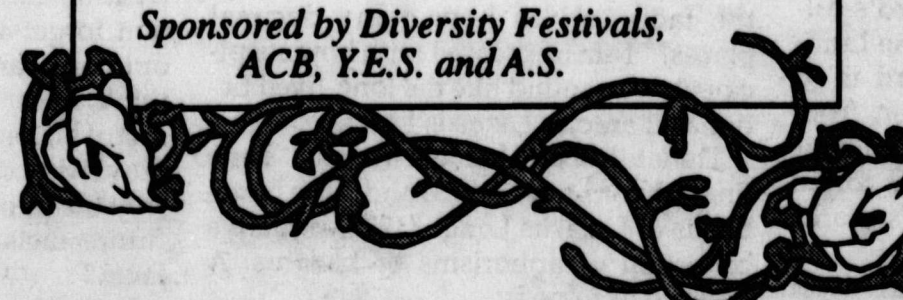 Sponsored by Diversity Festivals,
ACB, Y.E.S. and A.S.